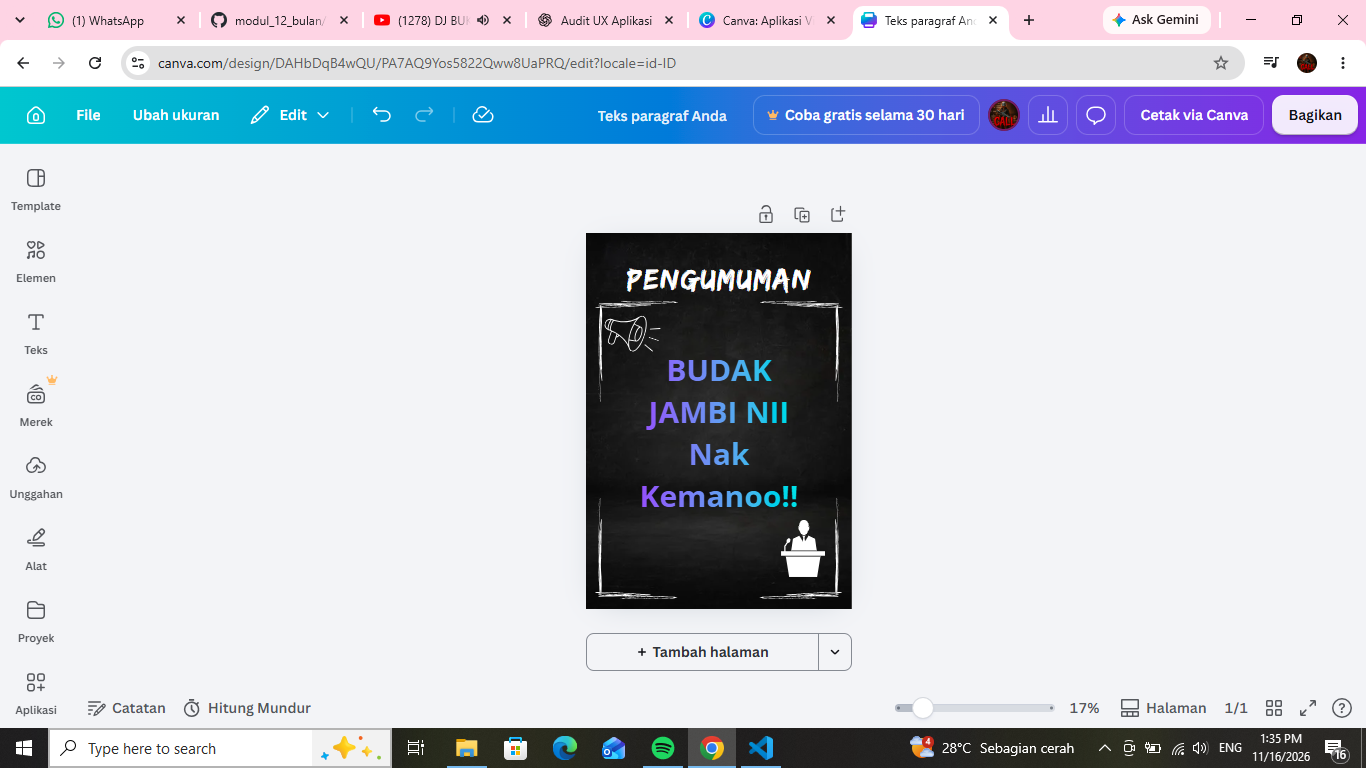 (1) WhatsApp
modul_12_bulan/
(1278) DJ BU
Audit UX Aplikasi
Canva: Aplikasi V
Teks paragraf An
Ask Gemini
canva.com/design/DAHbDqB4wQU/PA7AQ9Yos5822Qww8UaPRQ/edit?locale=id-ID
File
Ubah ukuran
Edit
Teks paragraf Anda
Coba gratis selama 30 hari
Cetak via Canva
Bagikan
Template
Elemen
Teks
Merek
Unggahan
Alat
Proyek
Aplikasi
PENGUMUMAN
BUDAK
JAMBI NII
Nak
Kemanoo!!
+ Tambah halaman
Catatan
Hitung Mundur
17%
Halaman
1/1
Type here to search
28°C Sebagian cerah
ENG
1:35 PM
11/16/2026
16